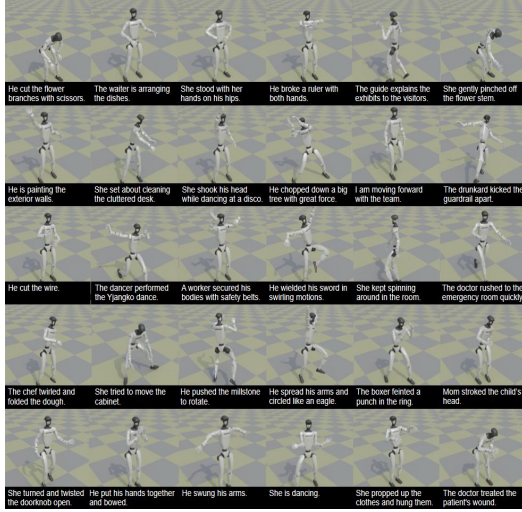 He cut the flower
branches with scissors.
The waiter is arranging
the dishes.
She stood with her
hands on his hips.
He broke a ruler with
both hands.
The guide explains the
exhibits to the visitors.
She gently pinched off
the flower stem.
He is painting the
exterior walls.
She set about cleaning
the cluttered desk.
She shook his head
while dancing at a disco.
He chopped down a big
tree with great force.
I am moving forward
with the team.
The drunkard kicked the
guardrail apart.
He cut the wire.
The dancer performed
the Yjangko dance.
A worker secured his
bodies with safety belts.
He wielded his sword in
swirling motions.
She kept spinning
around in the room.
The doctor rushed to the
emergency room quickly
The chef twirled and
folded the dough.
She tried to move the
cabinet.
He pushed the millstone
to rotate.
He spread his arms and
circled like an eagle.
The boxer feinted a
punch in the ring.
Mom stroked the child's
head.
She turned and twisted
the doorknob open.
He put his hands together
and bowed.
He swung his arms.
She is dancing.
She propped up the
clothes and hung them.
The doctor treated the
patient's wound.